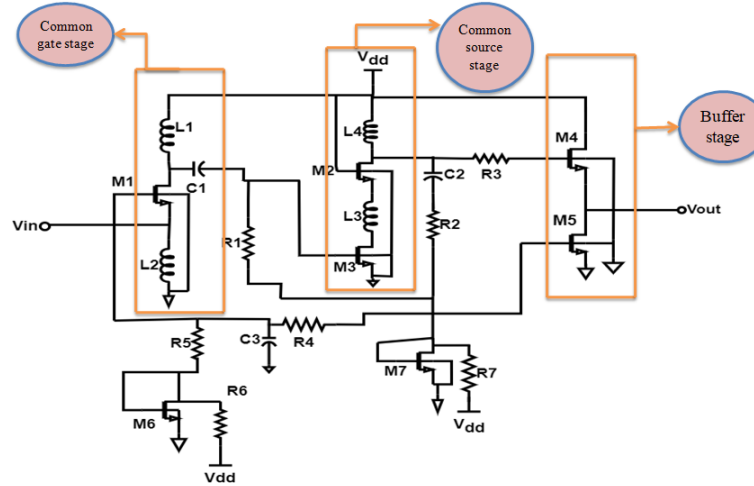 Common
gate stage
Common
source
stage
Buffer
stage
Vdd
L1
L4
M4
M1
C1
M2
C2
R3
Vin
L3
R2
M5
Vout
L2
R1
M3
R5
C3
R4
M7
R7
R6
M6
Vdd
Vdd